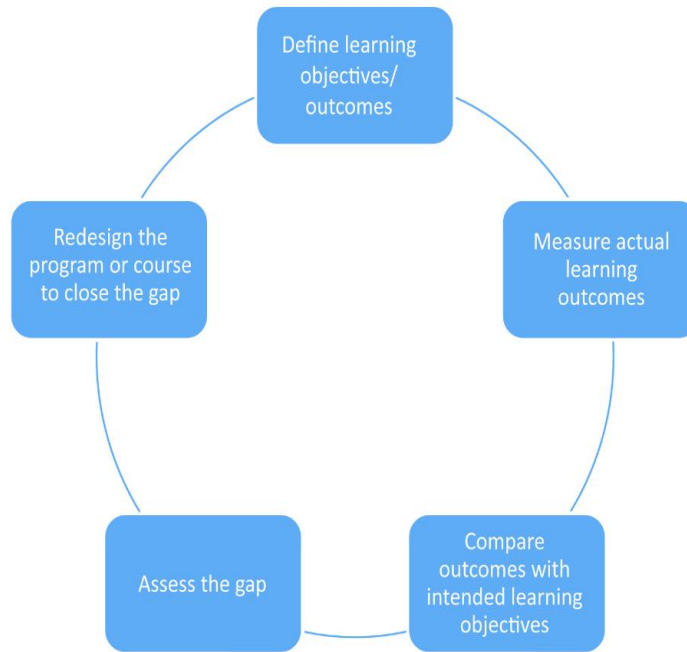 Define learning
objectives/
outcomes
Measure actual
learning
outcomes
Compare
outcomes with
intended learning
objectives
Assess the gap
Redesign the
program or course
to close the gap